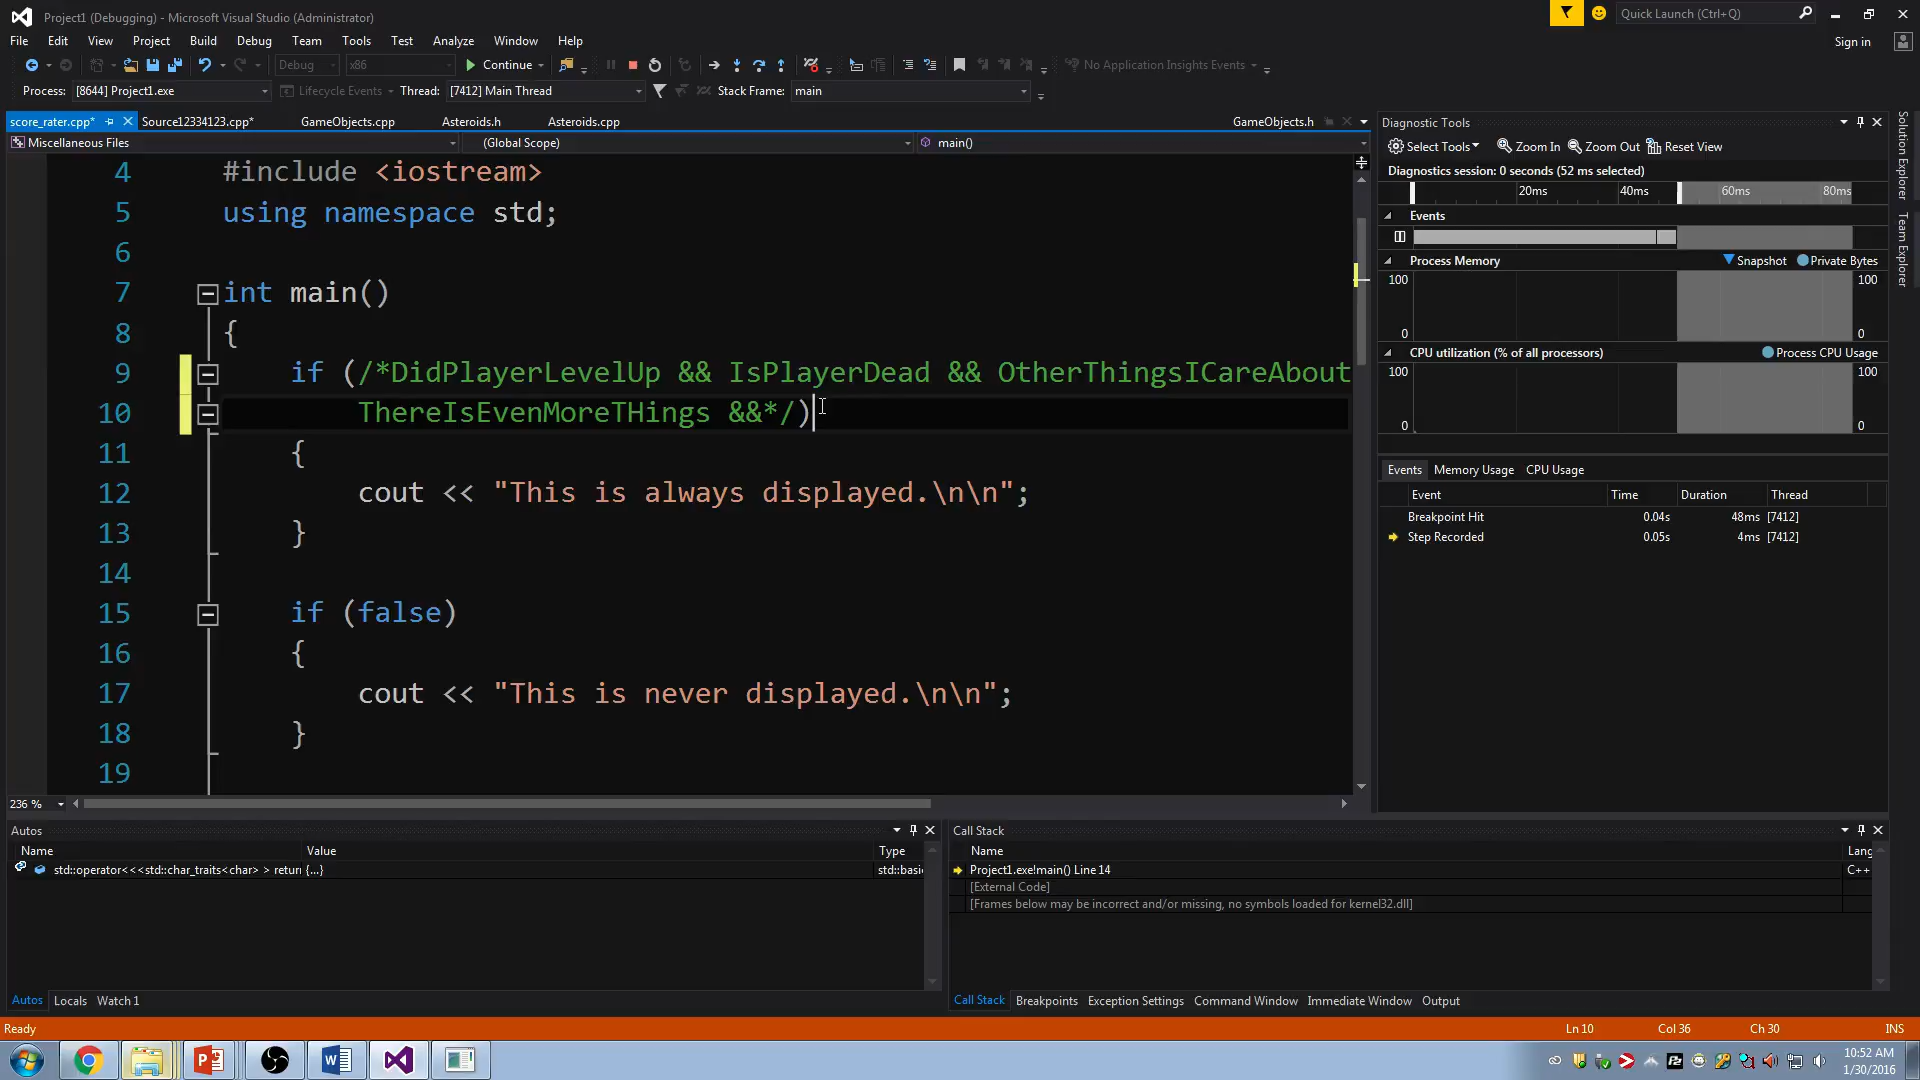 Project1 (Debugging) - Microsoft Visual Studio (Administrator)
Quick Launch (Ctrl+Q)
File Edit View Project Build Debug Team Tools Test Analyze Window Help
Sign in
Debug x86 Continue No Application Insights Events
Process: [8644] Project1.exe Lifecycle Events Thread: [7412] Main Thread Stack Frame: main
score_rater.cpp* Source12334123.cpp* GameObjects.cpp Asteroids.h Asteroids.cpp GameObjects.h
Miscellaneous Files (Global Scope) main()
4 #include <iostream>
5 using namespace std;
6
7 int main()
8 {
9 if (/*DidPlayerLevelUp && IsPlayerDead && OtherThingsICareAbout
10 ThereIsEvenMoreTHings &&*/)
11 {
12 cout << "This is always displayed.\n\n";
13 }
14
15 if (false)
16 {
17 cout << "This is never displayed.\n\n";
18 }
19
236 %
Diagnostic Tools
Select Tools Zoom In Zoom Out Reset View
Diagnostics session: 0 seconds (52 ms selected)
20ms 40ms 60ms 80ms
Events
Process Memory Snapshot Private Bytes
100 100
0 0
CPU utilization (% of all processors) Process CPU Usage
100 100
0 0
Events Memory Usage CPU Usage
Event Time Duration Thread
Breakpoint Hit 0.04s 48ms [7412]
Step Recorded 0.05s 4ms [7412]
Solution Explorer
Team Explorer
Autos
Name Value Type
std::operator<<<std::char_traits<char> > return {...} std::basic
Autos Locals Watch 1
Call Stack
Name Lang
Project1.exe!main() Line 14 C++
[External Code]
[Frames below may be incorrect and/or missing, no symbols loaded for kernel32.dll]
Call Stack Breakpoints Exception Settings Command Window Immediate Window Output
Ready Ln 10 Col 36 Ch 30 INS
10:52 AM
1/30/2016